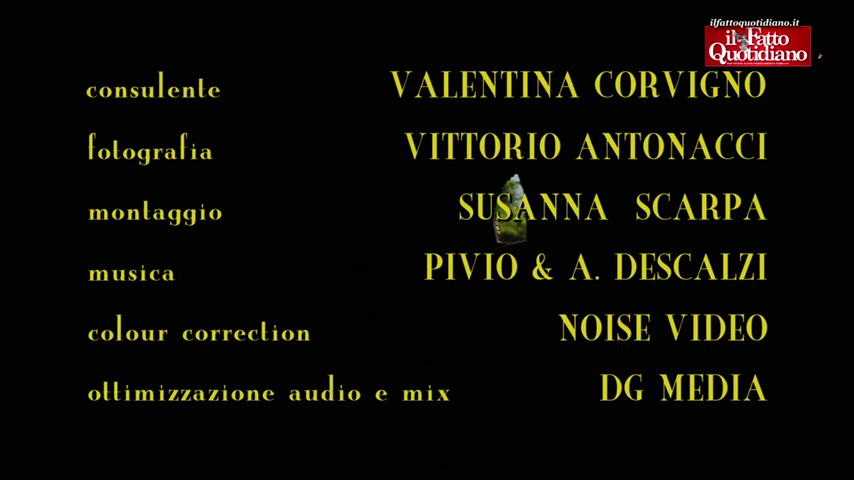 ilfattoquotidiano.it
il Fatto
Quotidiano
consulente VALENTINA CORVIGNO
fotografia VITTORIO ANTONACCI
montaggio SUSANNA SCARPA
musica PIVIO & A. DESCALZI
colour correction NOISE VIDEO
ottimizzazione audio e mix DG MEDIA